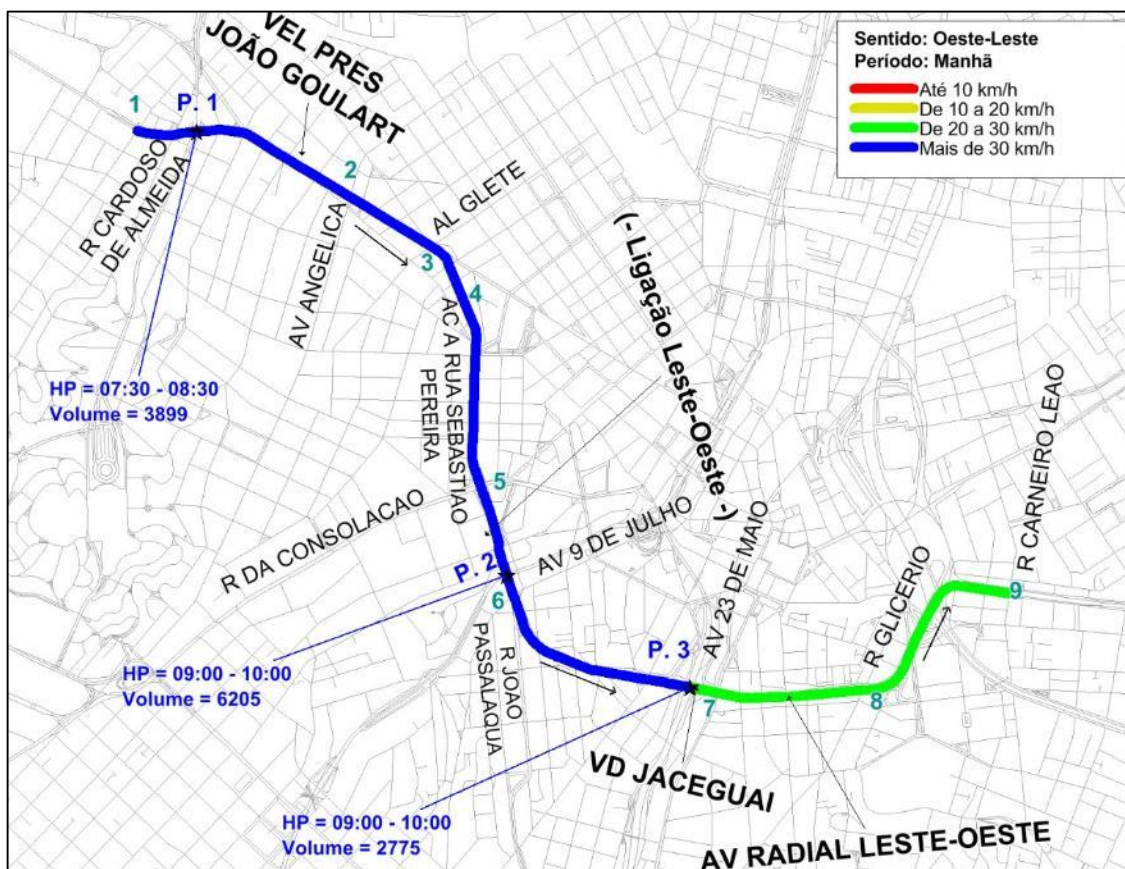 Sentido: Oeste-Leste
Período: Manhã
Até 10 km/h
De 10 a 20 km/h
De 20 a 30 km/h
Mais de 30 km/h
VEL PRES
JOÃO GOULART
1
P. 1
2
R CARDOSO
DE ALMEIDA
AV ANGELICA
AL GLETE
3
4
(- Ligação Leste-Oeste -)
AC A RUA SEBASTIAO
PEREIRA
HP = 07:30 - 08:30
Volume = 3899
5
R DA CONSOLACAO
AV 9 DE JULHO
P. 2
6
R CARNEIRO LEAO
9
AV 23 DE MAIO
R GLICERIO
P. 3
R JOAO
PASSALAQUA
HP = 09:00 - 10:00
Volume = 6205
7
8
VD JACEGUAI
HP = 09:00 - 10:00
Volume = 2775
AV RADIAL LESTE-OESTE